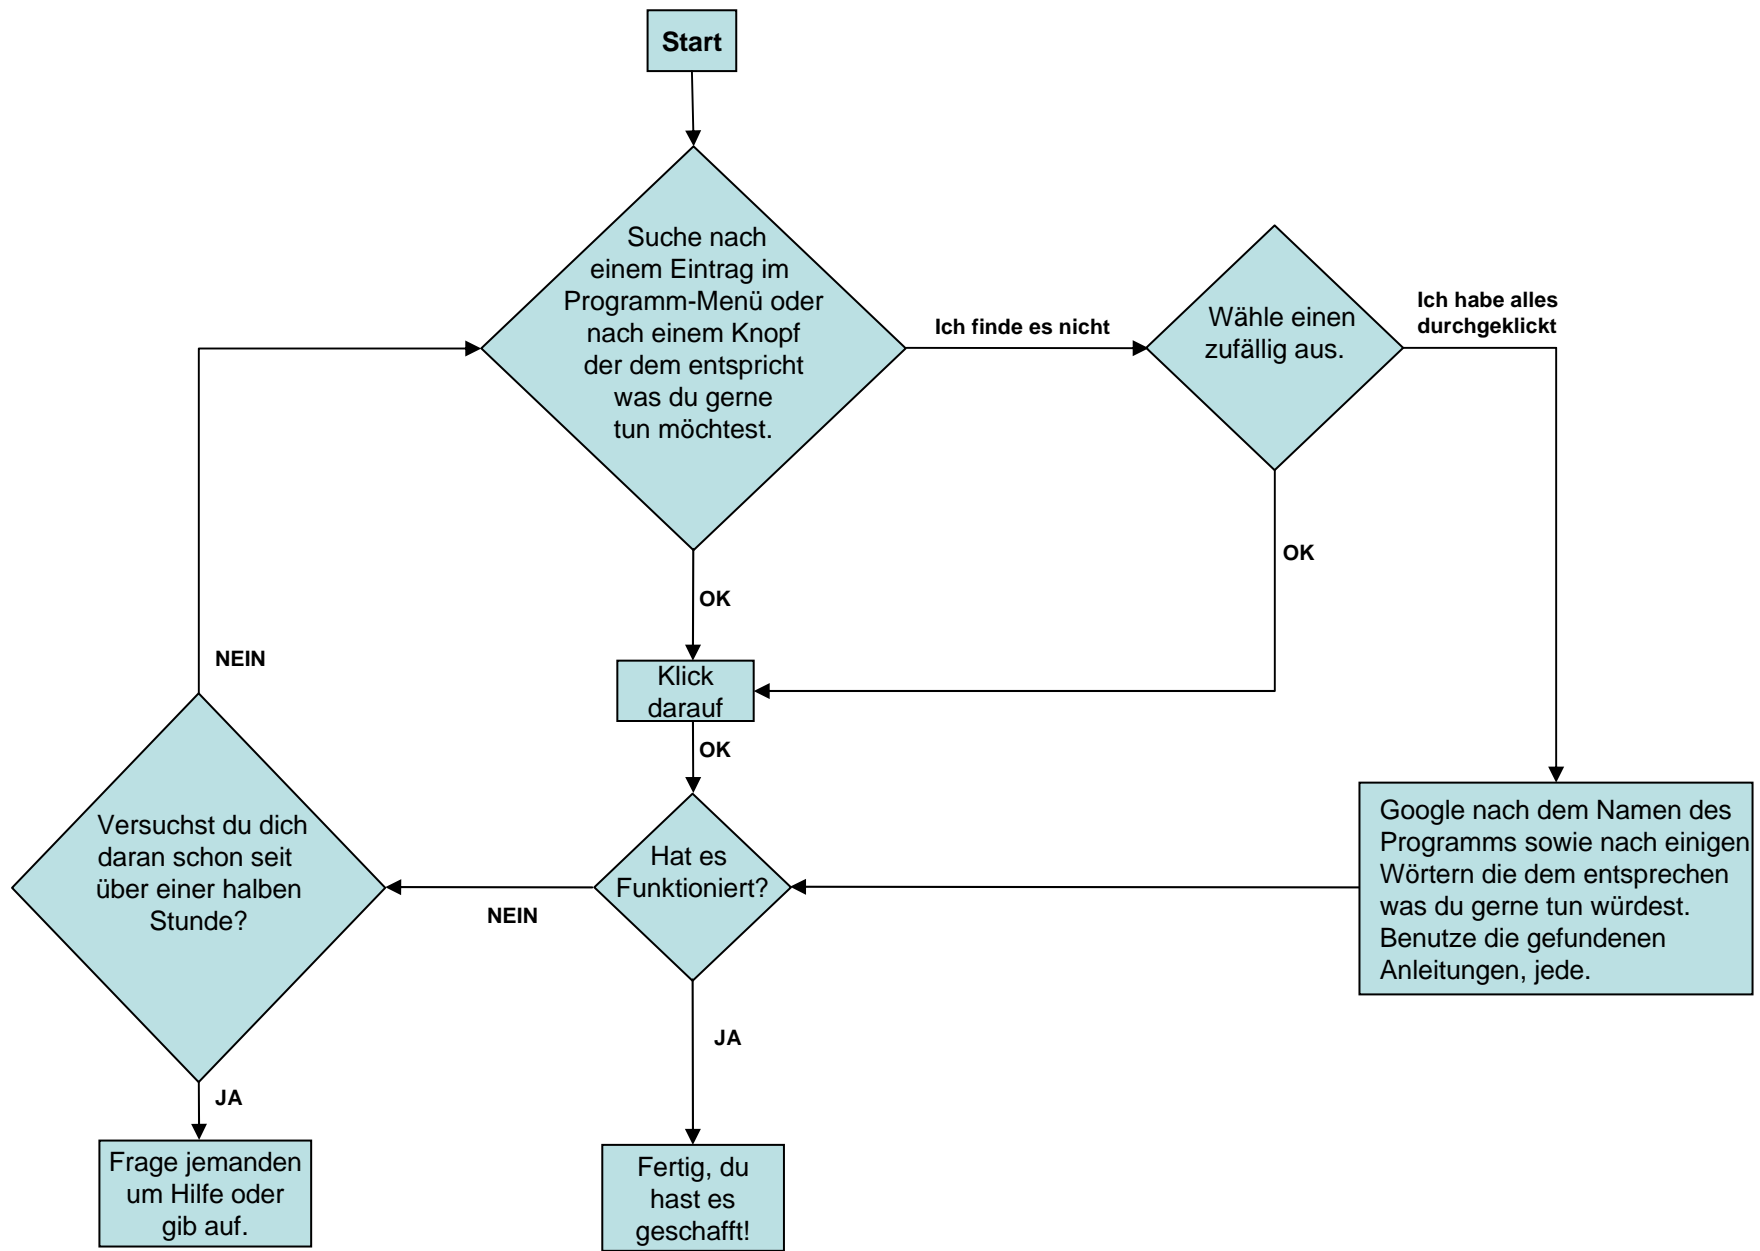 Start
Suche nach
einem Eintrag im
Programm-Menü oder
nach einem Knopf
der dem entspricht
was du gerne
tun möchtest.
Ich finde es nicht
Wähle einen
zufällig aus.
Ich habe alles
durchgeklickt
OK
OK
NEIN
Klick
darauf
OK
Versuchst du dich
daran schon seit
über einer halben
Stunde?
NEIN
Hat es
Funktioniert?
Google nach dem Namen des
Programms sowie nach einigen
Wörtern die dem entsprechen
was du gerne tun würdest.
Benutze die gefundenen
Anleitungen, jede.
JA
JA
Frage jemanden
um Hilfe oder
gib auf.
Fertig, du
hast es
geschafft!